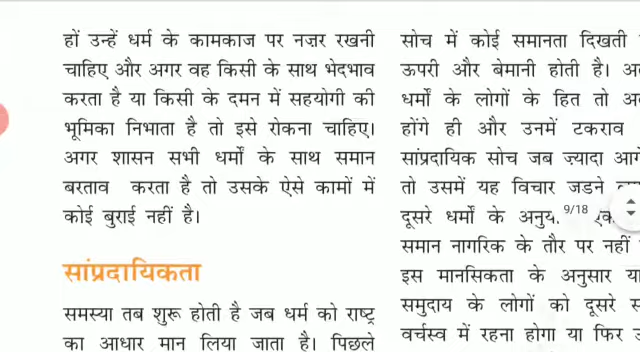 हों उन्हें धर्म के कामकाज पर नज़र रखनी
चाहिए और अगर वह किसी के साथ भेदभाव
करता है या किसी के दमन में सहयोगी की
भूमिका निभाता है तो इसे रोकना चाहिए।
अगर शासन सभी धर्मों के साथ समान
बरताव करता है तो उसके ऐसे कामों में
कोई बुराई नहीं है।
सांप्रदायिकता
समस्या तब शुरू होती है जब धर्म को राष्ट्र
का आधार मान लिया जाता है। पिछले
सोच में कोई समानता दिखती
ऊपरी और बेमानी होती है।
धर्मों के लोगों के हित तो
होंगे ही और उनमें टकराव
सांप्रदायिक सोच जब ज़्यादा
तो उसमें यह विचार जड़ने
दूसरे धर्मों के
9/18
समान नागरिक के तौर पर नहीं
इस मानसिकता के अनुसार
समुदाय के लोगों को दूसरे
वर्चस्व में रहना होगा या फिर